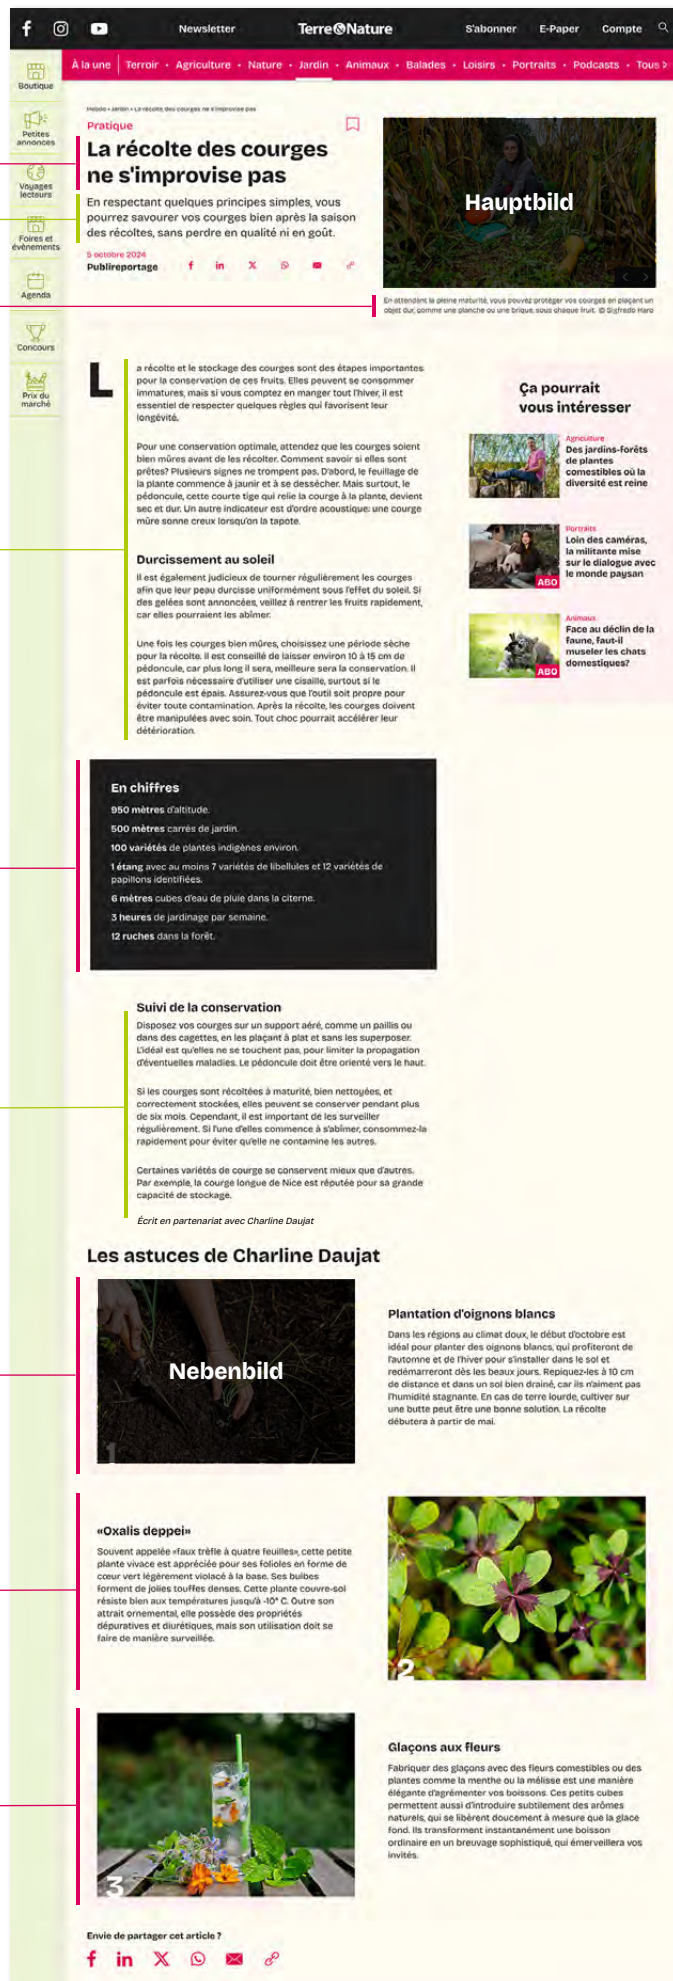 Newsletter
Terre&Nature
S'abonner
E-Paper
Compte
À la une
Terroir • Agriculture • Nature • Jardin • Animaux • Balades • Loisirs • Portraits • Podcasts • Tous
Boutique
Petites
annonces
Voyages
lecteurs
Foires et
évènements
Agenda
Concours
Prix du
marché
Hebdo • Jardin • La récolte des courges ne s'improvise pas
Pratique
La récolte des courges
ne s'improvise pas
En respectant quelques principes simples, vous
pourrez savourer vos courges bien après la saison
des récoltes, sans perdre en qualité ni en goût.
5 octobre 2024
Publireportage
Hauptbild
En attendant la pleine maturité, vous pouvez protéger vos courges en plaçant un
objet dur, comme une planche ou une brique, sous chaque fruit. © Sigfredo Haro
La récolte et le stockage des courges sont des étapes importantes
pour la conservation de ces fruits. Elles peuvent se consommer
immatures, mais si vous comptez en manger tout l'hiver, il est
essentiel de respecter quelques règles qui favorisent leur
longévité.
Pour une conservation optimale, attendez que les courges soient
bien mûres avant de les récolter. Comment savoir si elles sont
prêtes? Plusieurs signes ne trompent pas. D'abord, le feuillage de
la plante commence à jaunir et à se dessécher. Mais surtout, le
pédoncule, cette courte tige qui relie la courge à la plante, devient
sec et dur. Un autre indicateur est d'ordre acoustique: une courge
mûre sonne creux lorsqu'on la tapote.
Durcissement au soleil
Il est également judicieux de tourner régulièrement les courges
afin que leur peau durcisse uniformément sous l'effet du soleil. Si
des gelées sont annoncées, veillez à rentrer les fruits rapidement,
car elles pourraient les abîmer.
Une fois les courges bien mûres, choisissez une période sèche
pour la récolte. Il est conseillé de laisser environ 10 à 15 cm de
pédoncule, car plus long il sera, meilleure sera la conservation. Il
est parfois nécessaire d'utiliser une cisaille, surtout si le
pédoncule est épais. Assurez-vous que l'outil soit propre pour
éviter toute contamination. Après la récolte, les courges doivent
être manipulées avec soin. Tout choc pourrait accélérer leur
détérioration.
Ça pourrait
vous intéresser
Agriculture
Des jardins-forêts
de plantes
comestibles où la
diversité est reine
Portraits
Loin des caméras,
la militante mise
sur le dialogue avec
le monde paysan
ABO
Animaux
Face au déclin de la
faune, faut-il
museler les chats
domestiques?
ABO
En chiffres
950 mètres d'altitude.
500 mètres carrés de jardin.
100 variétés de plantes indigènes environ.
1 étang avec au moins 7 variétés de libellules et 12 variétés de
papillons identifiées.
6 mètres cubes d'eau de pluie dans la citerne.
3 heures de jardinage par semaine.
12 ruches dans la forêt.
Suivi de la conservation
Disposez vos courges sur un support aéré, comme un paillis ou
dans des cagettes, en les plaçant à plat et sans les superposer.
L'idéal est qu'elles ne se touchent pas, pour limiter la propagation
d'éventuelles maladies. Le pédoncule doit être orienté vers le haut.
Si les courges sont récoltées à maturité, bien nettoyées, et
correctement stockées, elles peuvent se conserver pendant plus
de six mois. Cependant, il est important de les surveiller
régulièrement. Si l'une d'elles commence à s'abîmer, consommez-la
rapidement pour éviter qu'elle ne contamine les autres.
Certaines variétés de courge se conservent mieux que d'autres.
Par exemple, la courge longue de Nice est réputée pour sa grande
capacité de stockage.
Écrit en partenariat avec Charline Daujat
Les astuces de Charline Daujat
Nebenbild
1
Plantation d'oignons blancs
Dans les régions au climat doux, le début d'octobre est
idéal pour planter des oignons blancs, qui profiteront de
l'automne et de l'hiver pour s'installer dans le sol et
redémarreront dès les beaux jours. Repiquez-les à 10 cm
de distance et dans un sol bien drainé, car ils n'aiment pas
l'humidité stagnante. En cas de terre lourde, cultiver sur
une butte peut être une bonne solution. La récolte
débutera à partir de mai.
«Oxalis deppei»
Souvent appelée «faux trèfle à quatre feuilles», cette petite
plante vivace est appréciée pour ses folioles en forme de
cœur vert légèrement violacé à la base. Ses bulbes
forment de jolies touffes denses. Cette plante couvre-sol
résiste bien aux températures jusqu'à -10° C. Outre son
attrait ornemental, elle possède des propriétés
dépuratives et diurétiques, mais son utilisation doit se
faire de manière surveillée.
2
3
Glaçons aux fleurs
Fabriquer des glaçons avec des fleurs comestibles ou des
plantes comme la menthe ou la mélisse est une manière
élégante d'agrémenter vos boissons. Ces petits cubes
permettent aussi d'introduire subtilement des arômes
naturels, qui se libèrent doucement à mesure que la glace
fond. Ils transforment instantanément une boisson
ordinaire en un breuvage sophistiqué, qui émerveillera vos
invités.
Envie de partager cet article ?